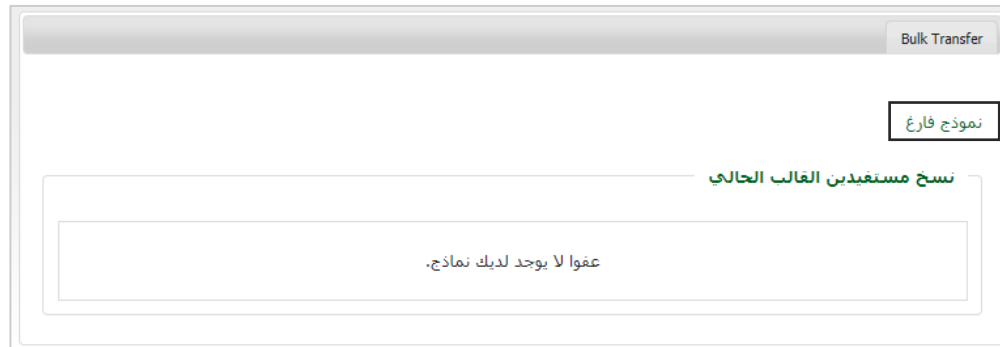 Bulk Transfer
نموذج فارغ
نسخ مستفيدين القالب الحالي
عفوا لا يوجد لديك نماذج.